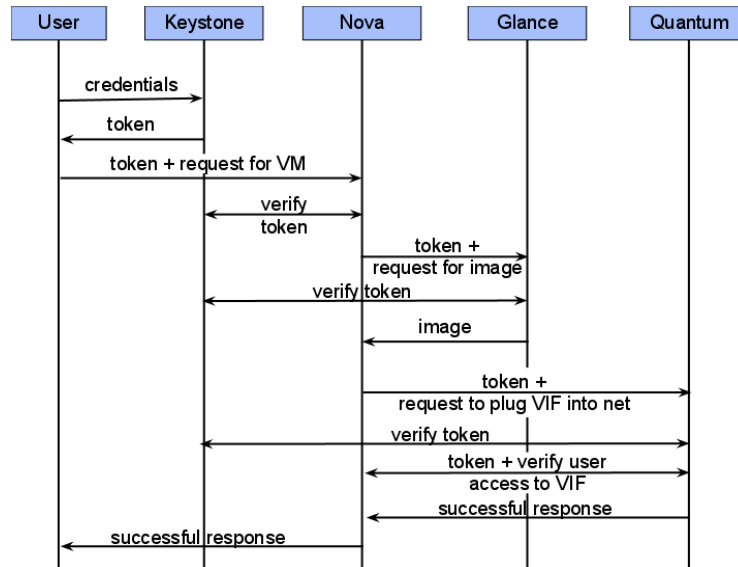 User Keystone Nova Glance Quantum
credentials
token
token + request for VM
verify
token
token +
request for image
verify token
image
token +
request to plug VIF into net
verify token
token + verify user
access to VIF
successful response
successful response